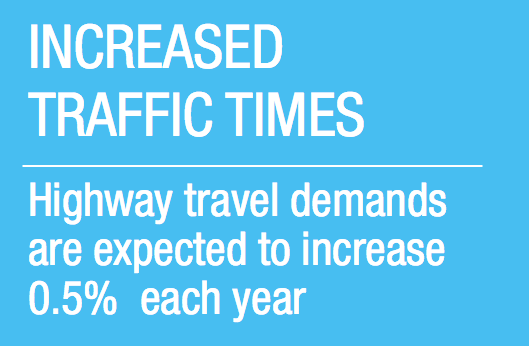 INCREASED
TRAFFIC TIMES
Highway travel demands
are expected to increase
0.5%  each year